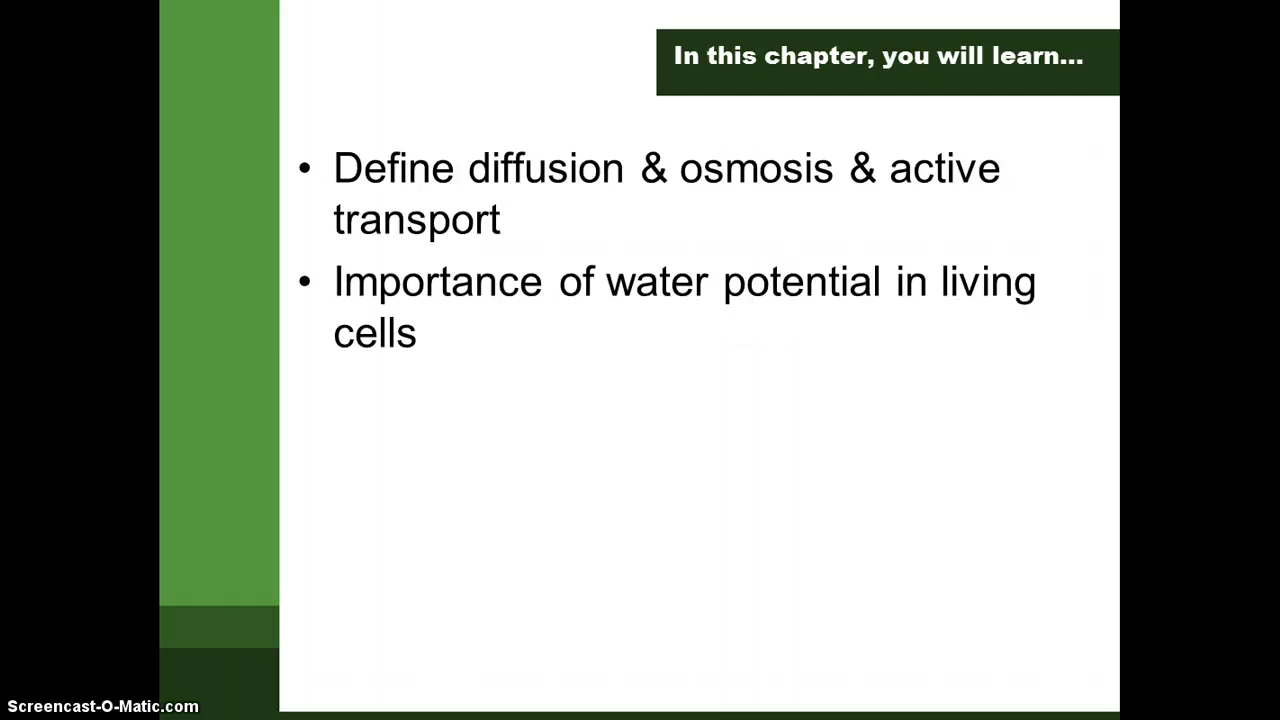 In this chapter, you will learn...
• Define diffusion & osmosis & active
transport
• Importance of water potential in living
cells
Screencast-O-Matic.com